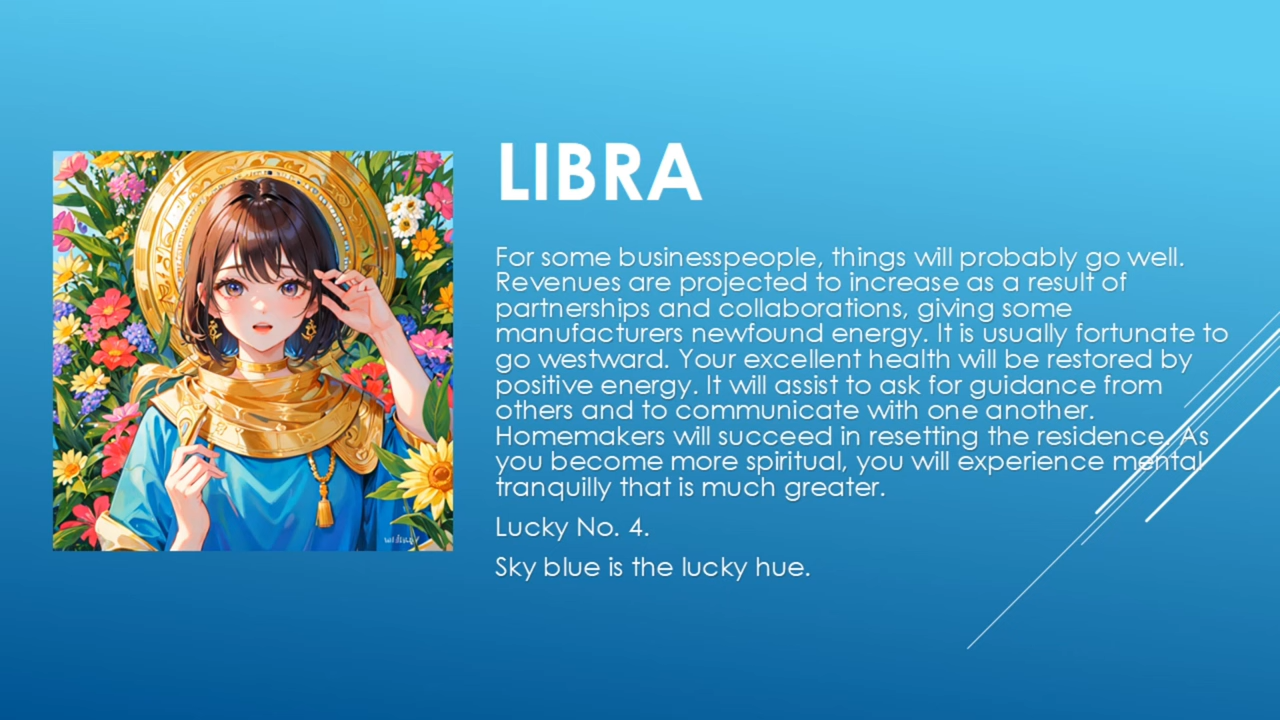 LIBRA
For some businesspeople, things will probably go well.
Revenues are projected to increase as a result of
partnerships and collaborations, giving some
manufacturers newfound energy. It is usually fortunate to
go westward. Your excellent health will be restored by
positive energy. It will assist to ask for guidance from
others and to communicate with one another.
Homemakers will succeed in resetting the residence. As
you become more spiritual, you will experience mental
tranquilly that is much greater.
Lucky No. 4.
Sky blue is the lucky hue.